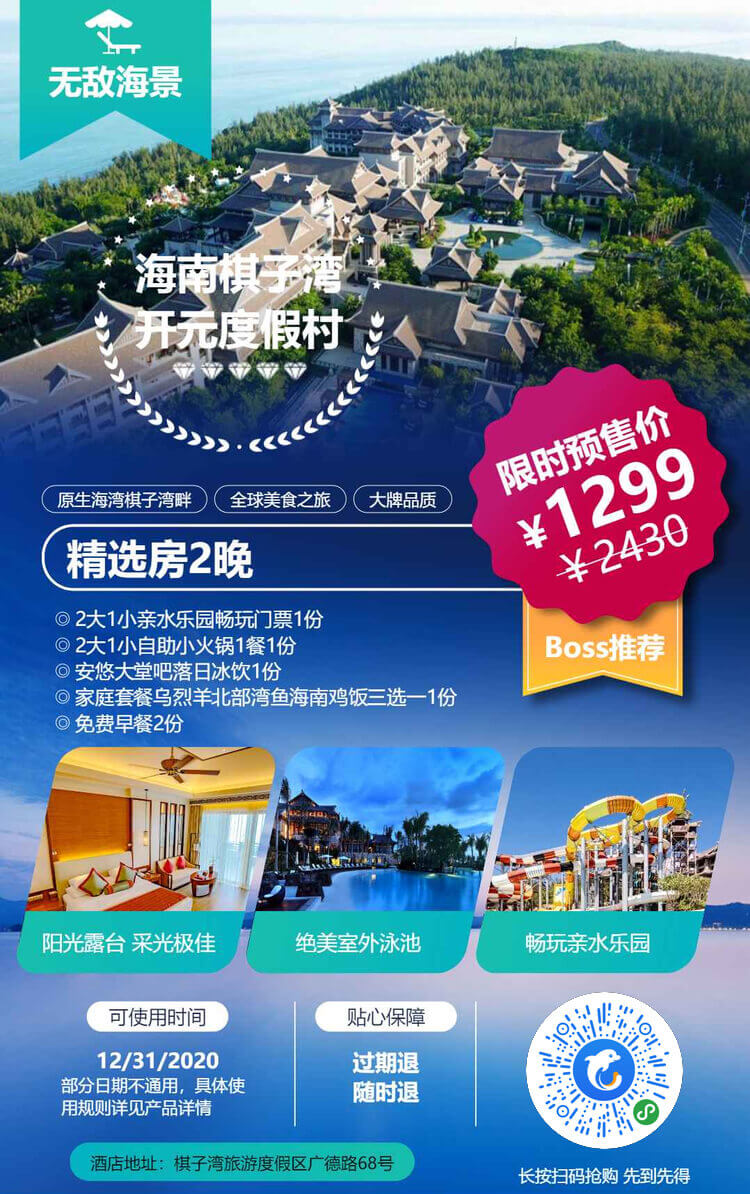 无敌海景
海南棋子湾
开元度假村
限时预售价
¥1299
¥2430
原生海湾棋子湾畔 全球美食之旅 大牌品质
精选房2晚
Boss推荐
◎ 2大1小亲水乐园畅玩门票1份
◎ 2大1小自助小火锅1餐1份
◎ 安悠大堂吧落日冰饮1份
◎ 家庭套餐乌烈羊北部湾鱼海南鸡饭三选一1份
◎ 免费早餐2份
阳光露台 采光极佳
绝美室外泳池
畅玩亲水乐园
可使用时间
12/31/2020
部分日期不通用，具体使
用规则详见产品详情
贴心保障
过期退
随时退
酒店地址：棋子湾旅游度假区广德路68号
长按扫码抢购 先到先得